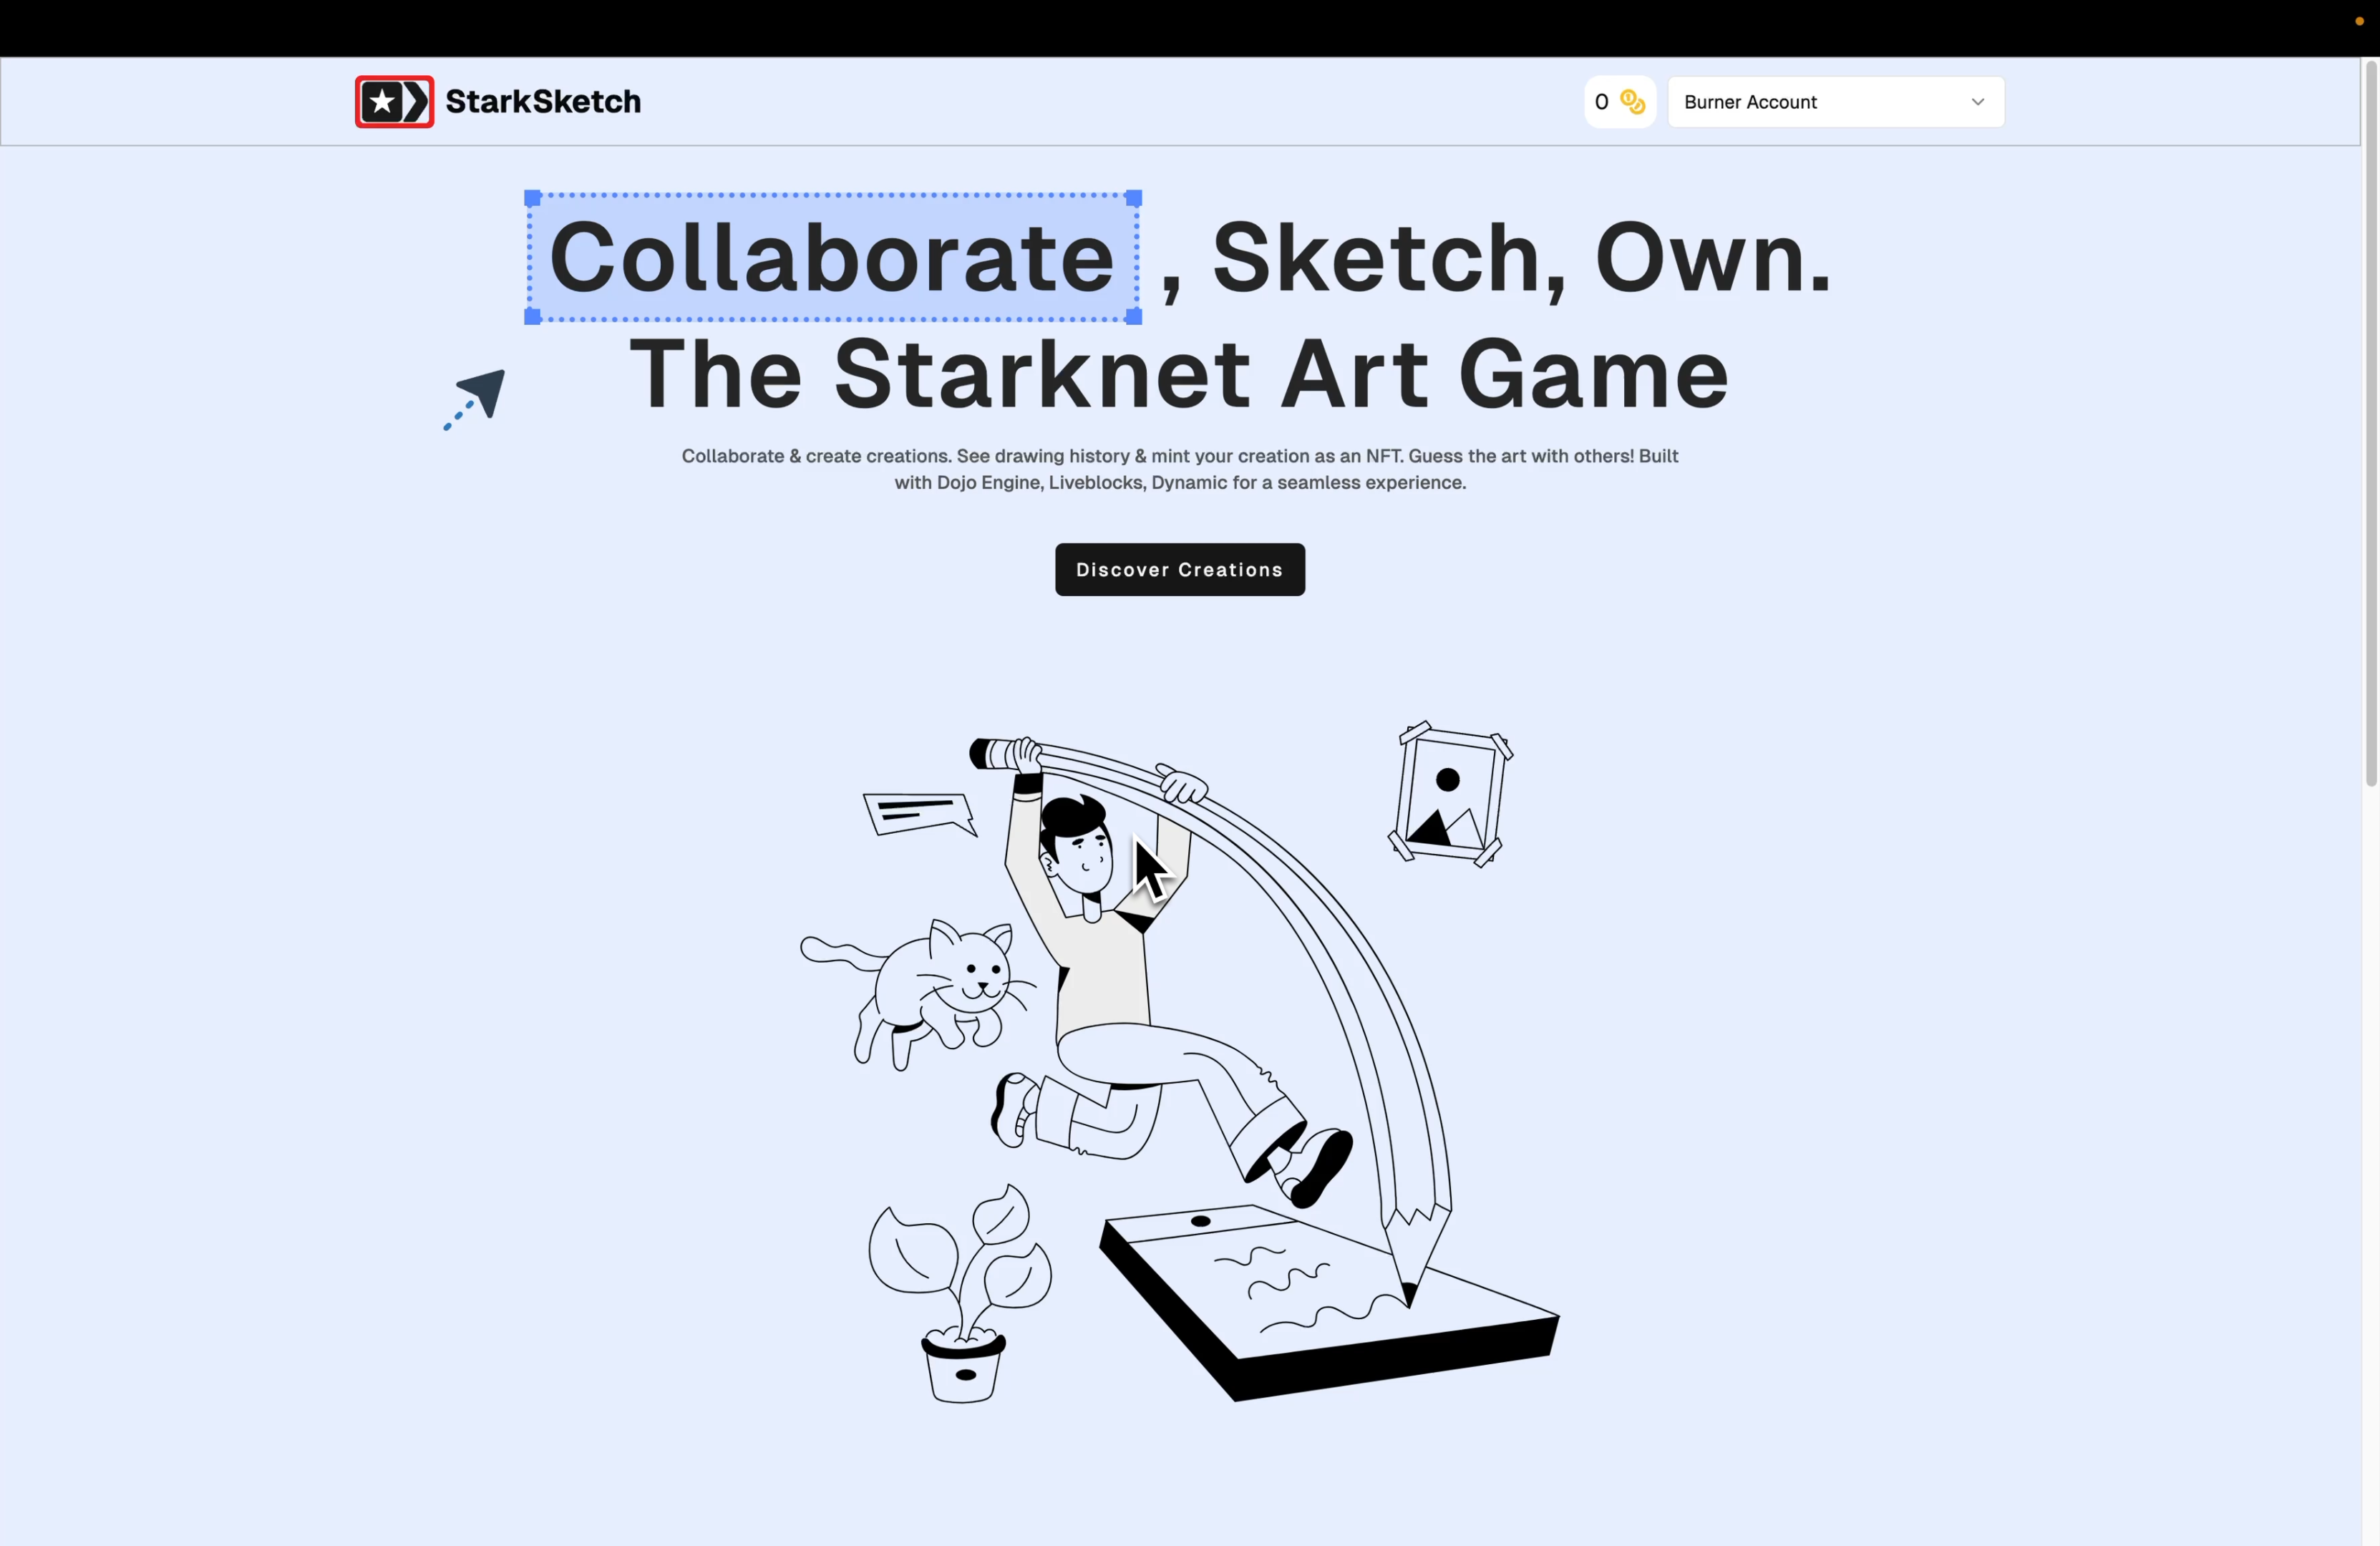 StarkSketch
0
Burner Account
Collaborate , Sketch, Own.
The Starknet Art Game
Collaborate & create creations. See drawing history & mint your creation as an NFT. Guess the art with others! Built
with Dojo Engine, Liveblocks, Dynamic for a seamless experience.
Discover Creations